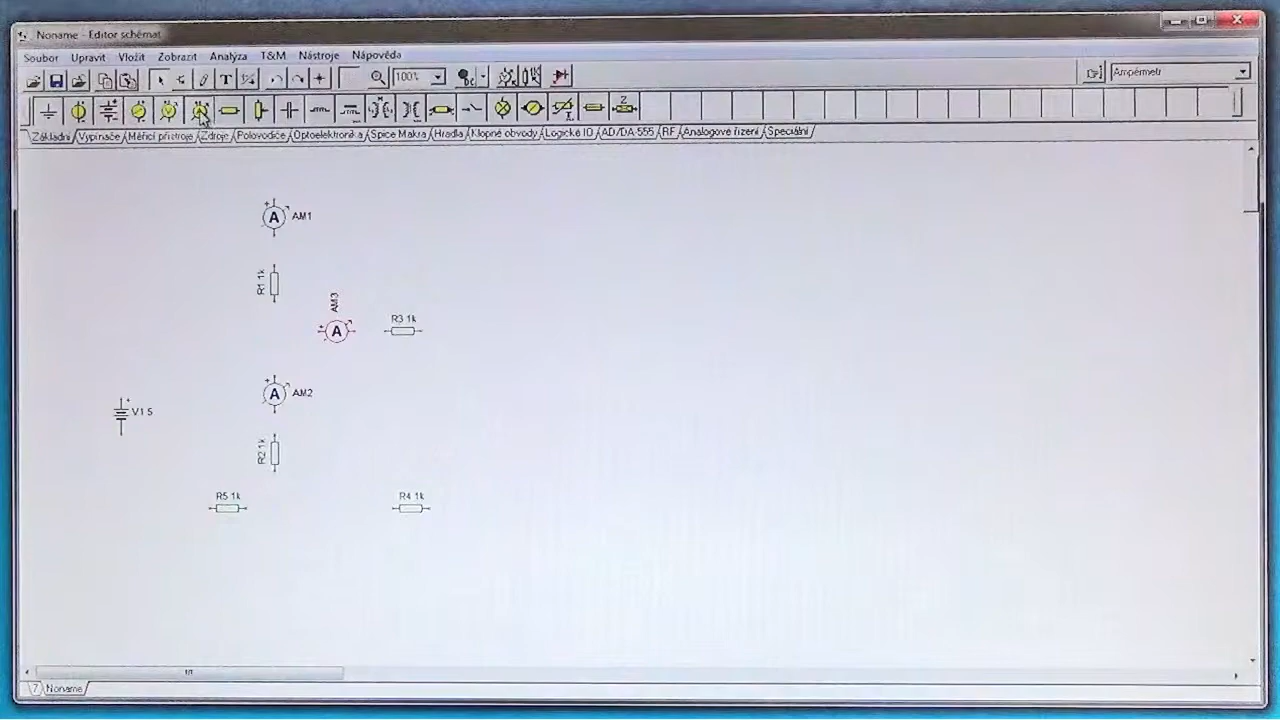 Noname - Editor schémat
Soubor Upravit Vložit Zobrazit Analýza T&M Nástroje Nápověda
T 100% DC Ampérmetr
Z
Základní Vypínače Měřicí přístroje Zdroje Polovodiče Optoelektronika Spice Makra Hradla Klopné obvody Logické IO AD/DA-555 RF Analogové řízení Speciální
A AM1
R1 1k
AM3
A
R3 1k
A AM2
V1 5
R2 1k
R5 1k R4 1k
Noname